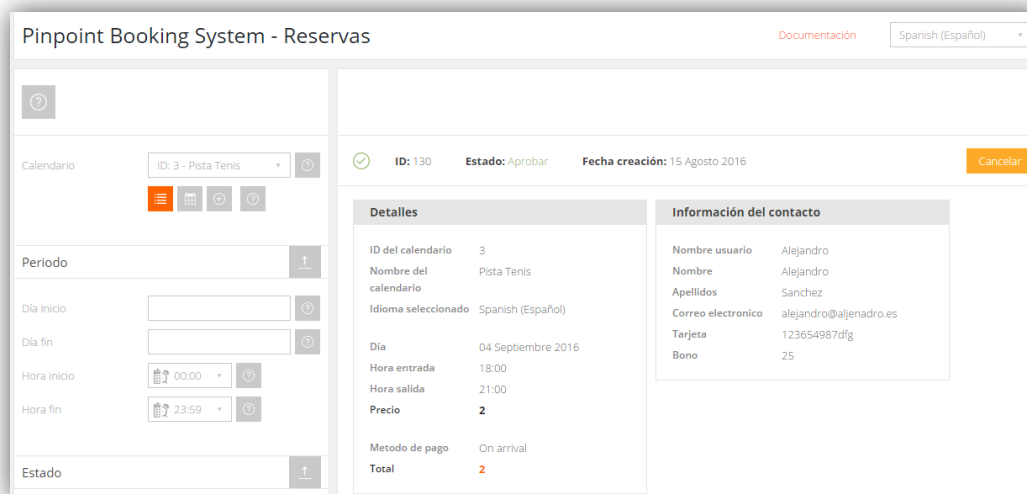 Pinpoint Booking System - Reservas
Documentación
Spanish (Español)
Calendario
ID: 3 - Pista Tenis
Periodo
Día inicio
Día fin
Hora inicio
00:00
Hora fin
23:59
Estado
ID: 130 Estado: Aprobar Fecha creación: 15 Agosto 2016
Cancelar
Detalles
ID del calendario 3
Nombre del Pista Tenis
calendario
Idioma seleccionado Spanish (Español)
Día 04 Septiembre 2016
Hora entrada 18:00
Hora salida 21:00
Precio 2
Metodo de pago On arrival
Total 2
Información del contacto
Nombre usuario Alejandro
Nombre Alejandro
Apellidos Sanchez
Correo electronico alejandro@aljenadro.es
Tarjeta 123654987dfg
Bono 25